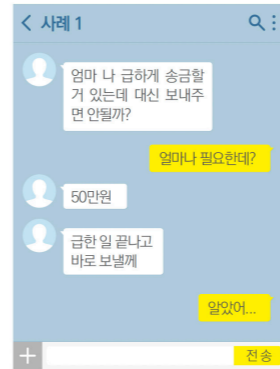 사례 1
엄마 나 급하게 송금할
거 있는데 대신 보내주
면 안될까?
얼마나 필요한데?
50만원
급한 일 끝나고
바로 보낼께
알았어...
전송